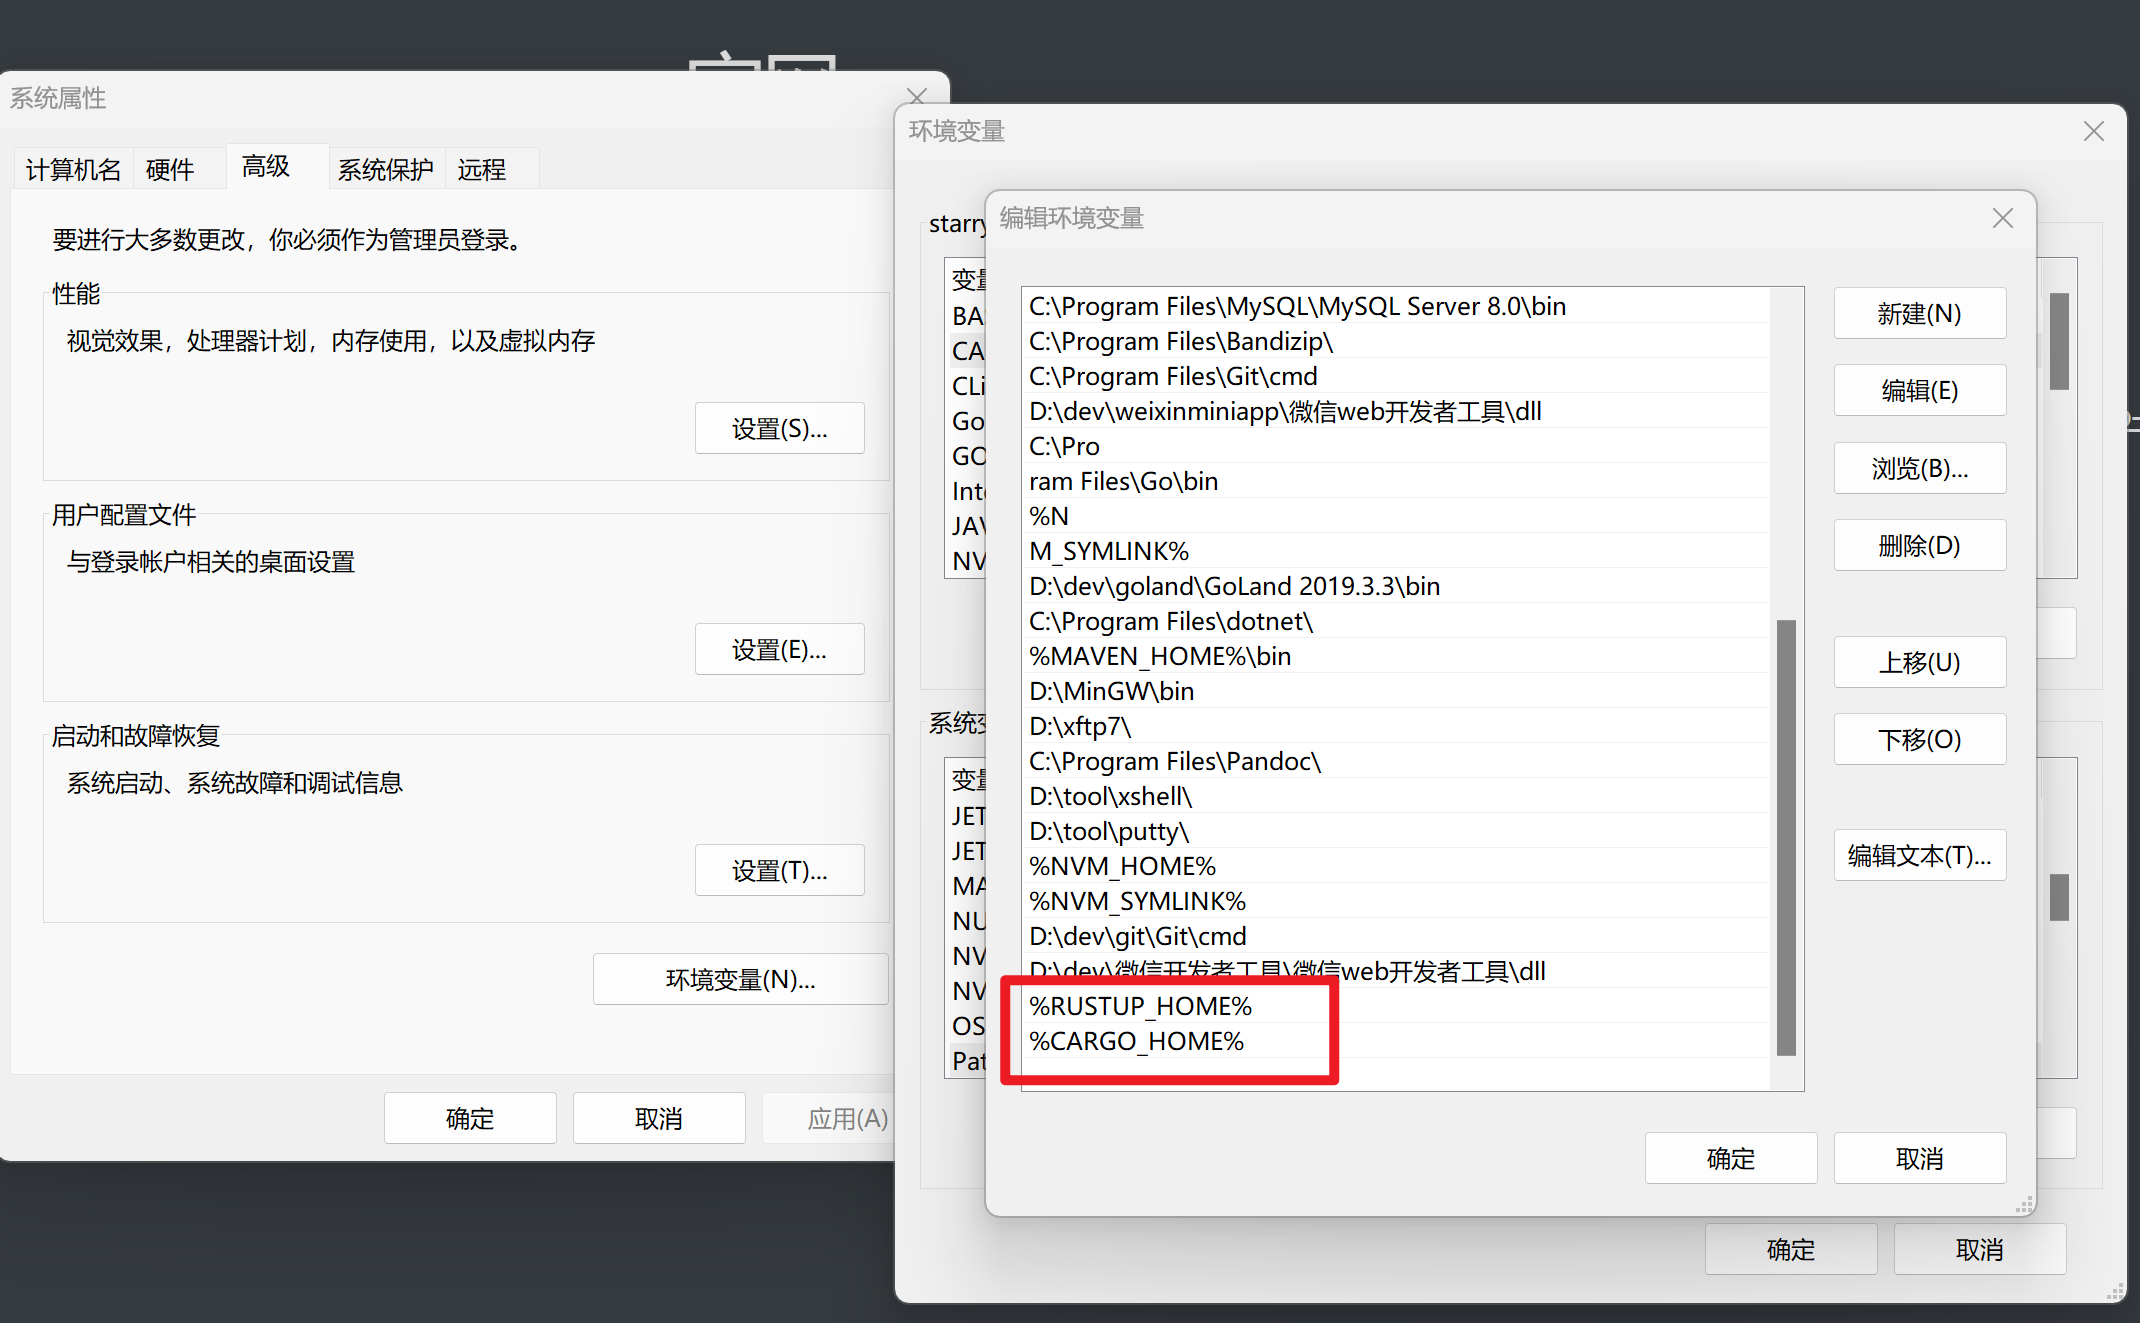 系统属性
计算机名
硬件
高级
系统保护
远程
要进行大多数更改，你必须作为管理员登录。
性能
视觉效果，处理器计划，内存使用，以及虚拟内存
设置(S)...
用户配置文件
与登录帐户相关的桌面设置
设置(E)...
启动和故障恢复
系统启动、系统故障和调试信息
设置(T)...
环境变量(N)...
确定
取消
应用(A)
环境变量
starry
变量
BA
CA
CLi
Go
GO
Int
JAV
NV
系统变
变量
JET
JET
MA
NU
NV
NV
OS
Pat
编辑环境变量
C:\Program Files\MySQL\MySQL Server 8.0\bin
C:\Program Files\Bandizip\
C:\Program Files\Git\cmd
D:\dev\weixinminiapp\微信web开发者工具\dll
C:\Pro
ram Files\Go\bin
%N
M_SYMLINK%
D:\dev\goland\GoLand 2019.3.3\bin
C:\Program Files\dotnet\
%MAVEN_HOME%\bin
D:\MinGW\bin
D:\xftp7\
C:\Program Files\Pandoc\
D:\tool\xshell\
D:\tool\putty\
%NVM_HOME%
%NVM_SYMLINK%
D:\dev\git\Git\cmd
D:\dev\微信开发者工具\微信web开发者工具\dll
%RUSTUP_HOME%
%CARGO_HOME%
新建(N)
编辑(E)
浏览(B)...
删除(D)
上移(U)
下移(O)
编辑文本(T)...
确定
取消
确定
取消